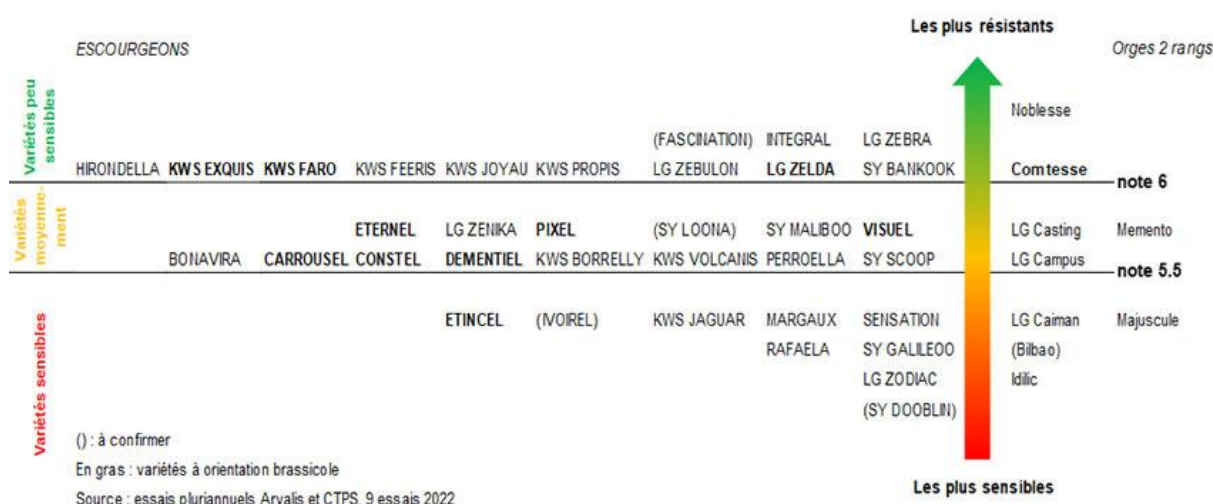 Les plus résistants
ESCOURGEONS
Orges 2 rangs
Variétés peu
sensibles
Noblesse
(FASCINATION) INTEGRAL LG ZEBRA
HIRONDELLA KWS EXQUIS KWS FARO KWS FEERIS KWS JOYAU KWS PROPIS LG ZEBULON LG ZELDA SY BANKOOK Comtesse
note 6
Variétés
moyenne-
ment
ETERNEL LG ZENIKA PIXEL (SY LOONA) SY MALIBOO VISUEL LG Casting Memento
BONAVIRA CARROUSEL CONSTEL DEMENTIEL KWS BORRELLY KWS VOLCANIS PERROELLA SY SCOOP LG Campus
note 5.5
Variétés sensibles
ETINCEL (IVOIREL) KWS JAGUAR MARGAUX SENSATION LG Caiman Majuscule
RAFAELA SY GALILEOO (Bilbao)
LG ZODIAC Idilic
(SY DOOBLIN)
() : à confirmer
En gras : variétés à orientation brassicole
Source : essais pluriannuels Arvalis et CTPS, 9 essais 2022
Les plus sensibles